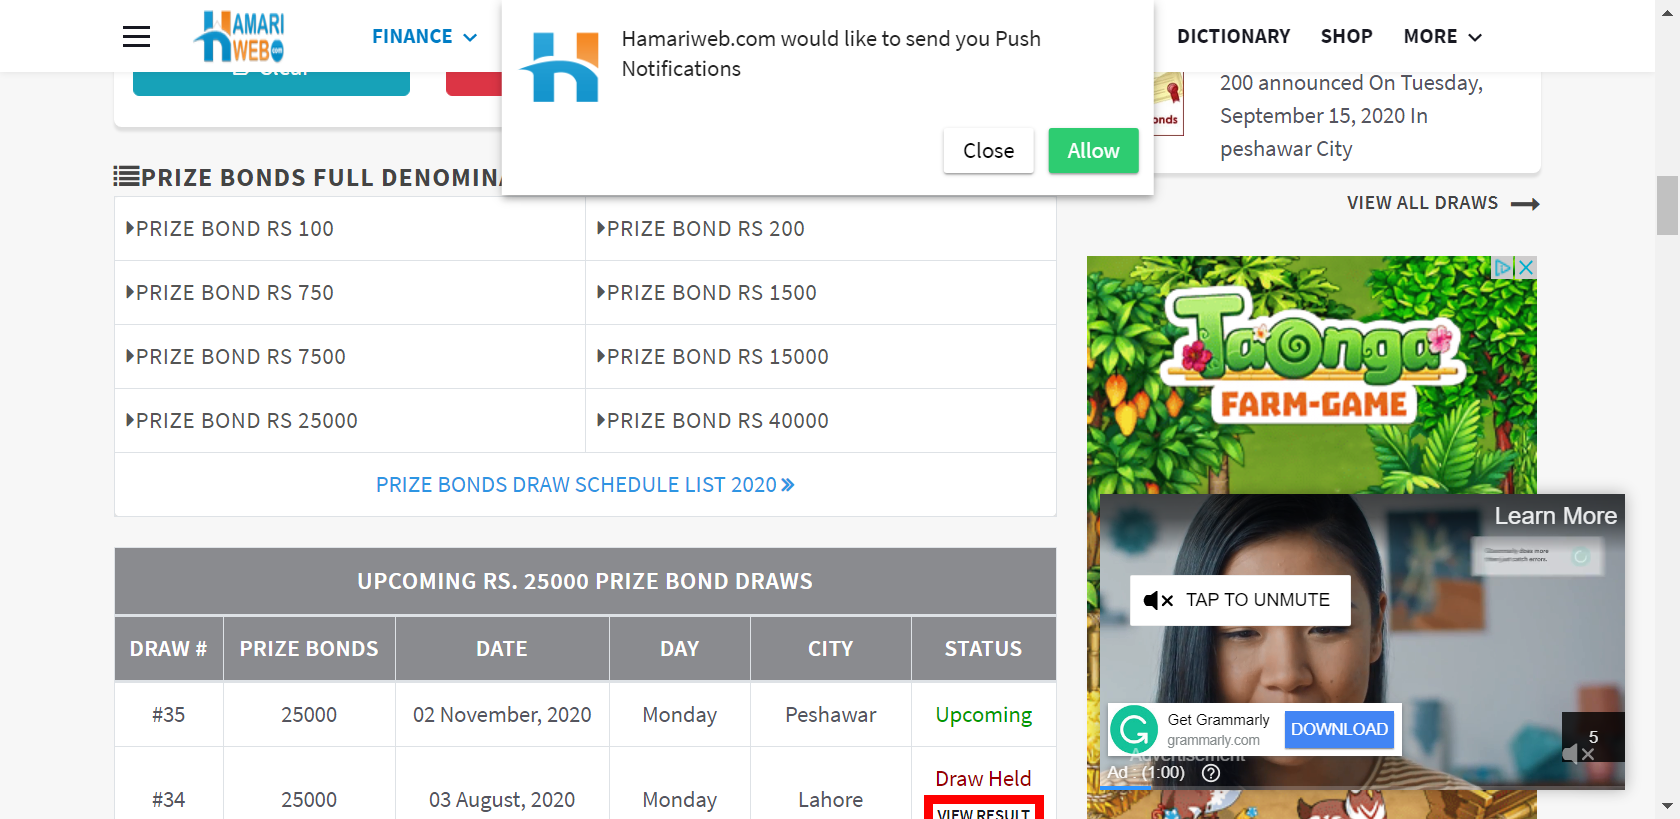 HAMARI
WEB.com
FINANCE
DICTIONARY
SHOP
MORE
Hamariweb.com would like to send you Push
Notifications
Close
Allow
Clear
200 announced On Tuesday,
September 15, 2020 In
peshawar City
onds
VIEW ALL DRAWS
PRIZE BONDS FULL DENOMINA
PRIZE BOND RS 100
PRIZE BOND RS 200
PRIZE BOND RS 750
PRIZE BOND RS 1500
PRIZE BOND RS 7500
PRIZE BOND RS 15000
PRIZE BOND RS 25000
PRIZE BOND RS 40000
PRIZE BONDS DRAW SCHEDULE LIST 2020
UPCOMING RS. 25000 PRIZE BOND DRAWS
DRAW # PRIZE BONDS DATE DAY CITY STATUS
#35 25000 02 November, 2020 Monday Peshawar Upcoming
#34 25000 03 August, 2020 Monday Lahore Draw Held
VIEW RESULT
Taonga
FARM-GAME
Learn More
TAP TO UNMUTE
Get Grammarly
grammarly.com
DOWNLOAD
Advertisement
Ad : (1:00)
5